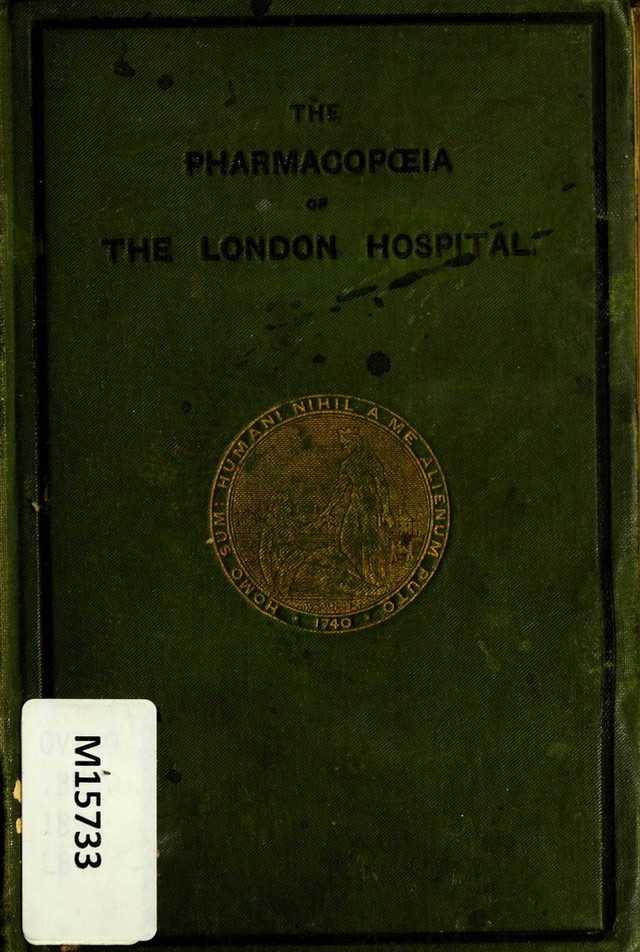 THE
PHARMACOPŒIA
OF
THE LONDON HOSPITAL.
HOMO SUM: HUMANI NIHIL A ME ALIENUM PUTO
1740
M15733